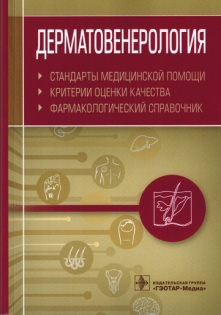 ДЕРМАТОВЕНЕРОЛОГИЯ
СТАНДАРТЫ МЕДИЦИНСКОЙ ПОМОЩИ
КРИТЕРИИ ОЦЕНКИ КАЧЕСТВА
ФАРМАКОЛОГИЧЕСКИЙ СПРАВОЧНИК
ИЗДАТЕЛЬСКАЯ ГРУППА
«ГЭОТАР-Медиа»